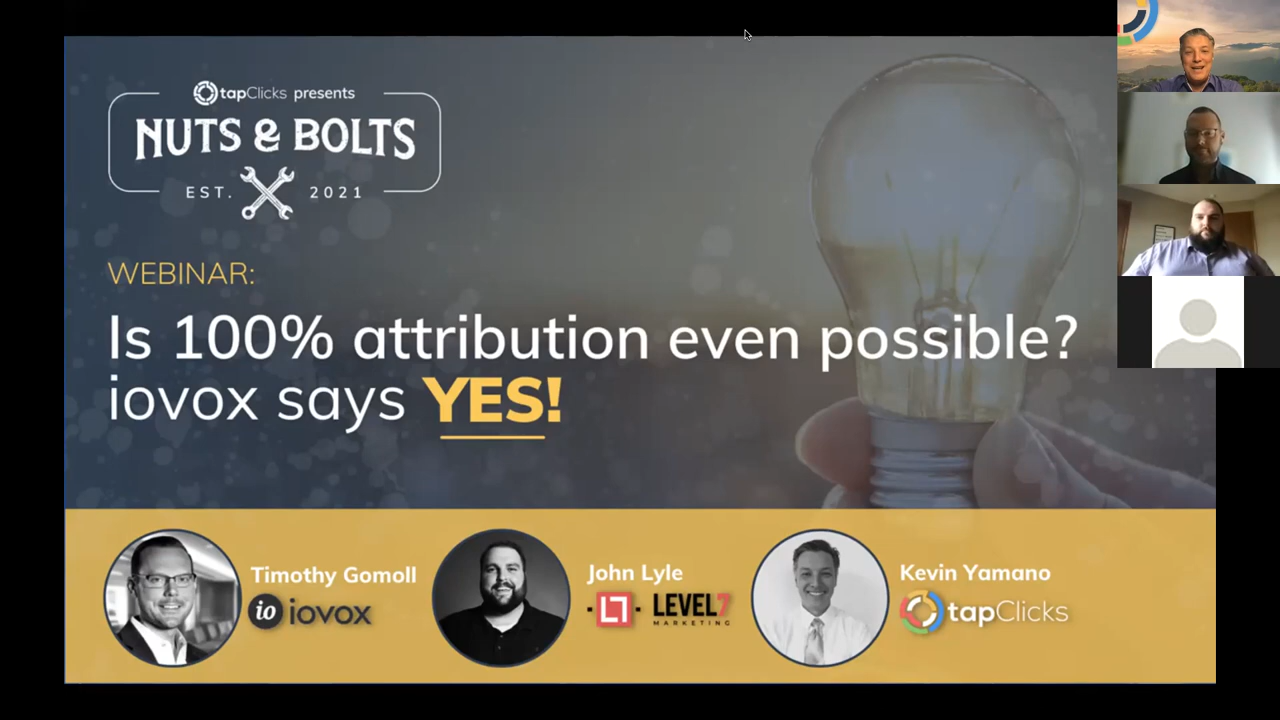 tapClicks presents
NUTS & BOLTS
EST. 2021
WEBINAR:
Is 100% attribution even possible?
iovox says YES!
Timothy Gomoll
io iovox
John Lyle
L7 LEVEL7
MARKETING
Kevin Yamano
tapClicks